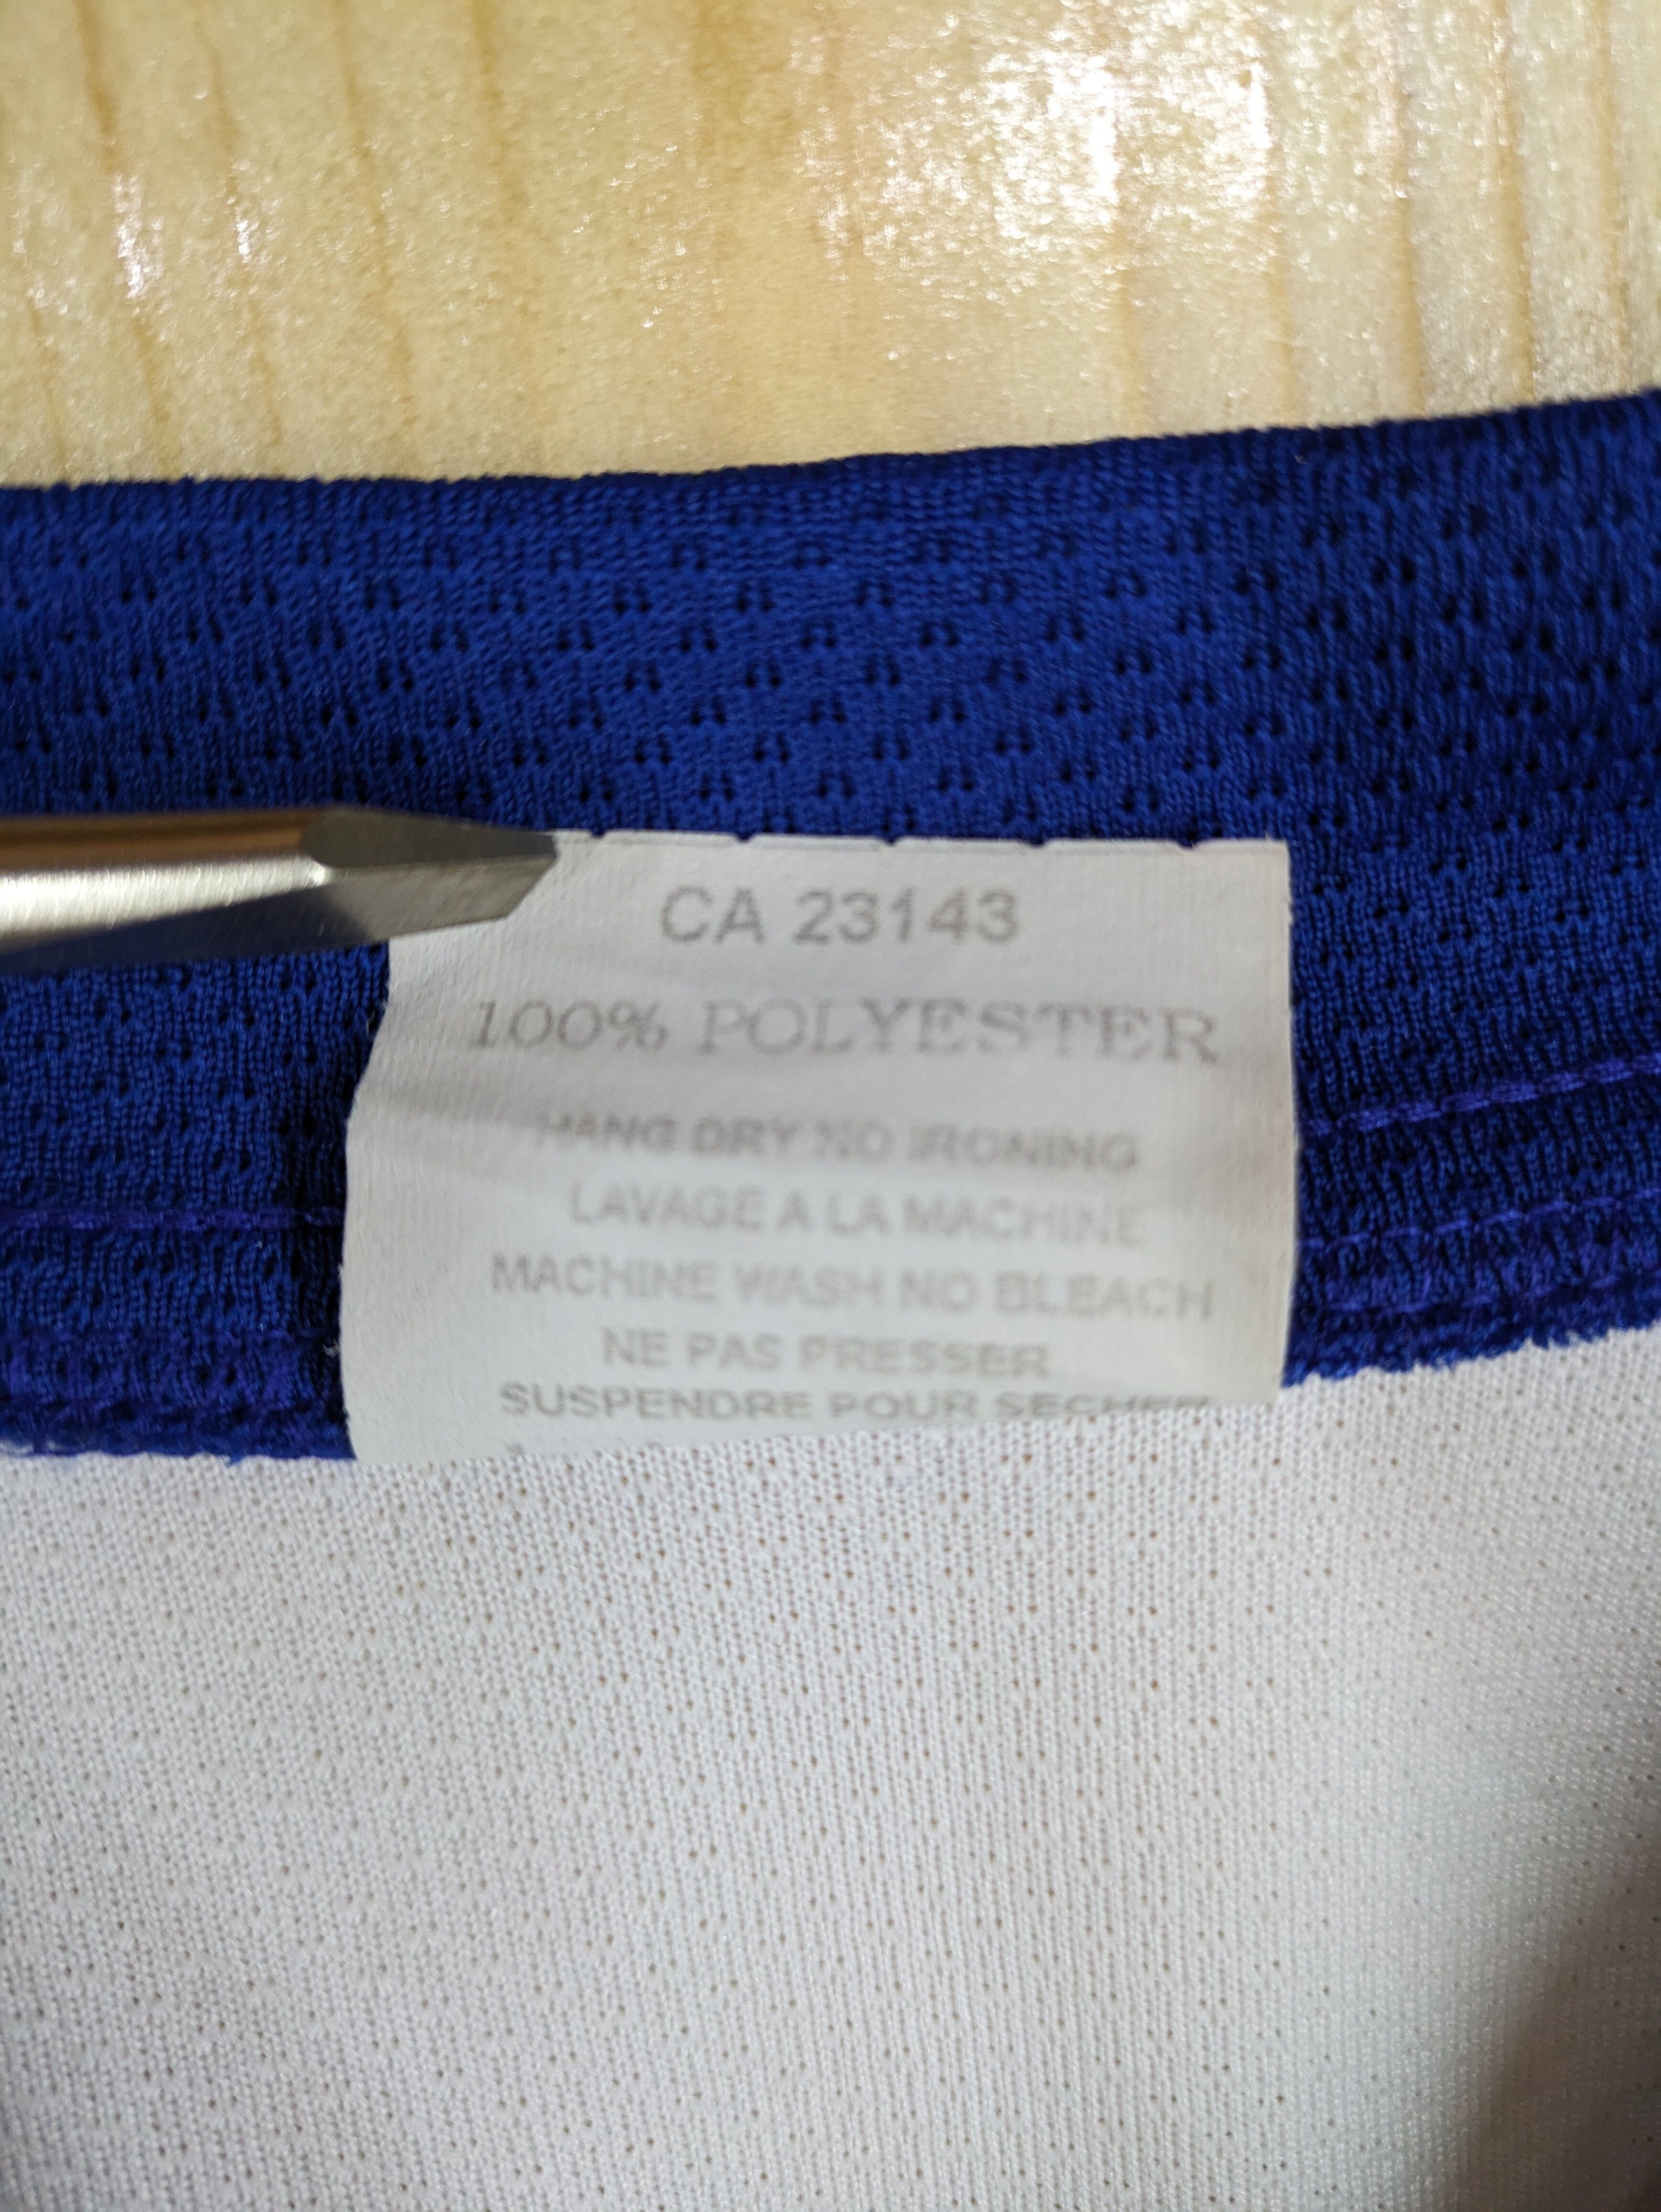 CA 23143
100% POLYESTER
HANG DRY NO IRONING
LAVAGE A LA MACHINE
MACHINE WASH NO BLEACH
NE PAS PRESSER
SUSPENDRE POUR SECHER